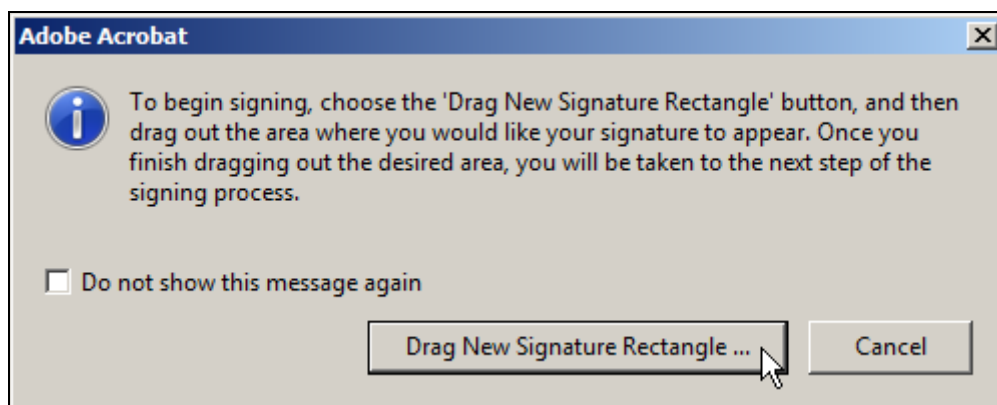 Adobe Acrobat
To begin signing, choose the 'Drag New Signature Rectangle' button, and then
drag out the area where you would like your signature to appear. Once you
finish dragging out the desired area, you will be taken to the next step of the
signing process.
Do not show this message again
Drag New Signature Rectangle ...
Cancel